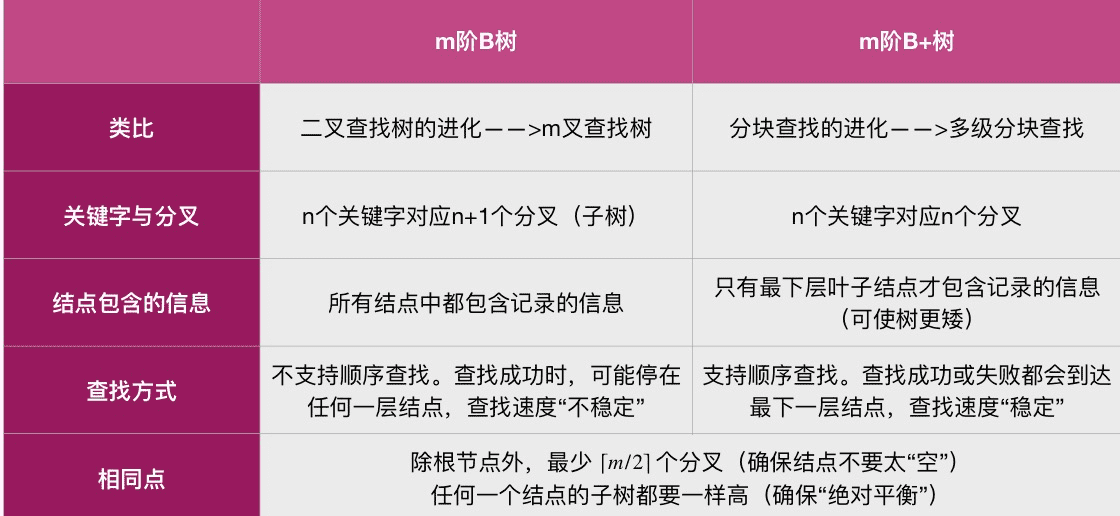 m阶B树
m阶B+树
类比
二叉查找树的进化——>m叉查找树
分块查找的进化——>多级分块查找
关键字与分叉
n个关键字对应n+1个分叉（子树）
n个关键字对应n个分叉
结点包含的信息
所有结点中都包含记录的信息
只有最下层叶子结点才包含记录的信息
（可使树更矮）
查找方式
不支持顺序查找。查找成功时，可能停在
任何一层结点，查找速度“不稳定”
支持顺序查找。查找成功或失败都会到达
最下一层结点，查找速度“稳定”
相同点
除根节点外，最少 ⌈m/2⌉ 个分叉（确保结点不要太“空”）
任何一个结点的子树都要一样高（确保“绝对平衡”）